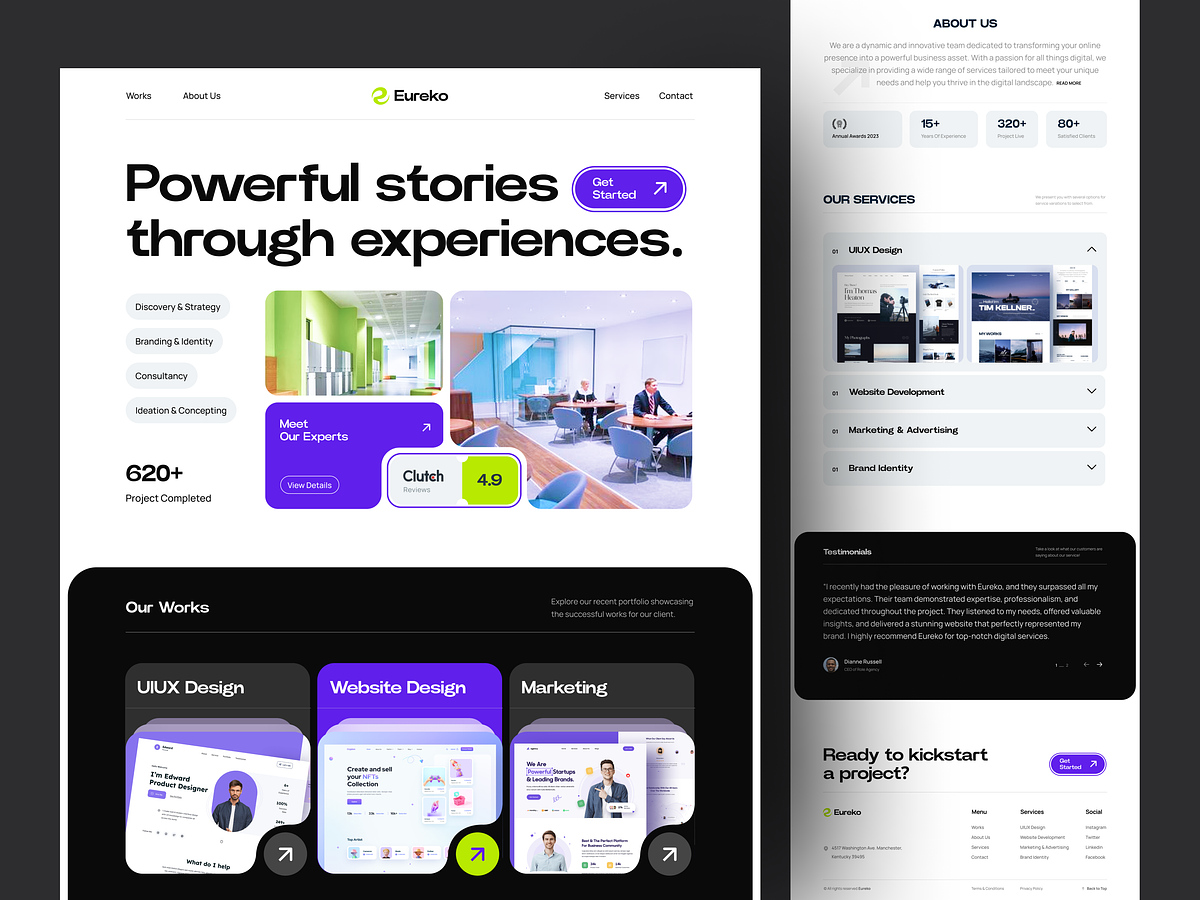 Works
About Us
Eureko
Services
Contact
Powerful stories
through experiences.
Get
Started
Discovery & Strategy
Branding & Identity
Consultancy
Ideation & Concepting
620+
Project Completed
Meet
Our Experts
View Details
Clutch
Reviews
4.9
Our Works
Explore our recent portfolio showcasing
the successful works for our client.
UIUX Design
Website Design
Marketing
I'm Edward
Product Designer
What do I help
Create and sell
your NFTs
Collection
Top Artist
We Are
Powerful Startups
& Leading Brands.
Best & The Perfect Platform
For Business Community
ABOUT US
We are a dynamic and innovative team dedicated to transforming your online
presence into a powerful business asset. With a passion for all things digital, we
specialize in providing a wide range of services tailored to meet your unique
needs and help you thrive in the digital landscape. READ MORE
Annual Awards 2023
15+
Years Of Experience
320+
Project Live
80+
Satisfied Clients
OUR SERVICES
We present you with several options for
service variations to select from.
01 UIUX Design
I'm Thomas
Heaton
My Photographs
TIM KELLNER.
MY WORKS
01 Website Development
01 Marketing & Advertising
01 Brand Identity
Testimonials
Take a look at what our customers are
saying about our service!
"I recently had the pleasure of working with Eureko, and they surpassed all my
expectations. Their team demonstrated expertise, professionalism, and
dedicated throughout the project. They listened to my needs, offered valuable
insights, and delivered a stunning website that perfectly represented my
brand. I highly recommend Eureko for top-notch digital services.
Dianne Russell
CEO of Role Agency
Ready to kickstart
a project?
Get
Started
Eureko
4517 Washington Ave. Manchester,
Kentucky 39495
Menu
Works
About Us
Services
Contact
Services
UIUX Design
Website Development
Marketing & Advertising
Brand Identity
Social
Instagram
Twitter
Linkedin
Facebook
© All rights reserved Eureko
Terms & Conditions
Privacy Policy
Back to Top